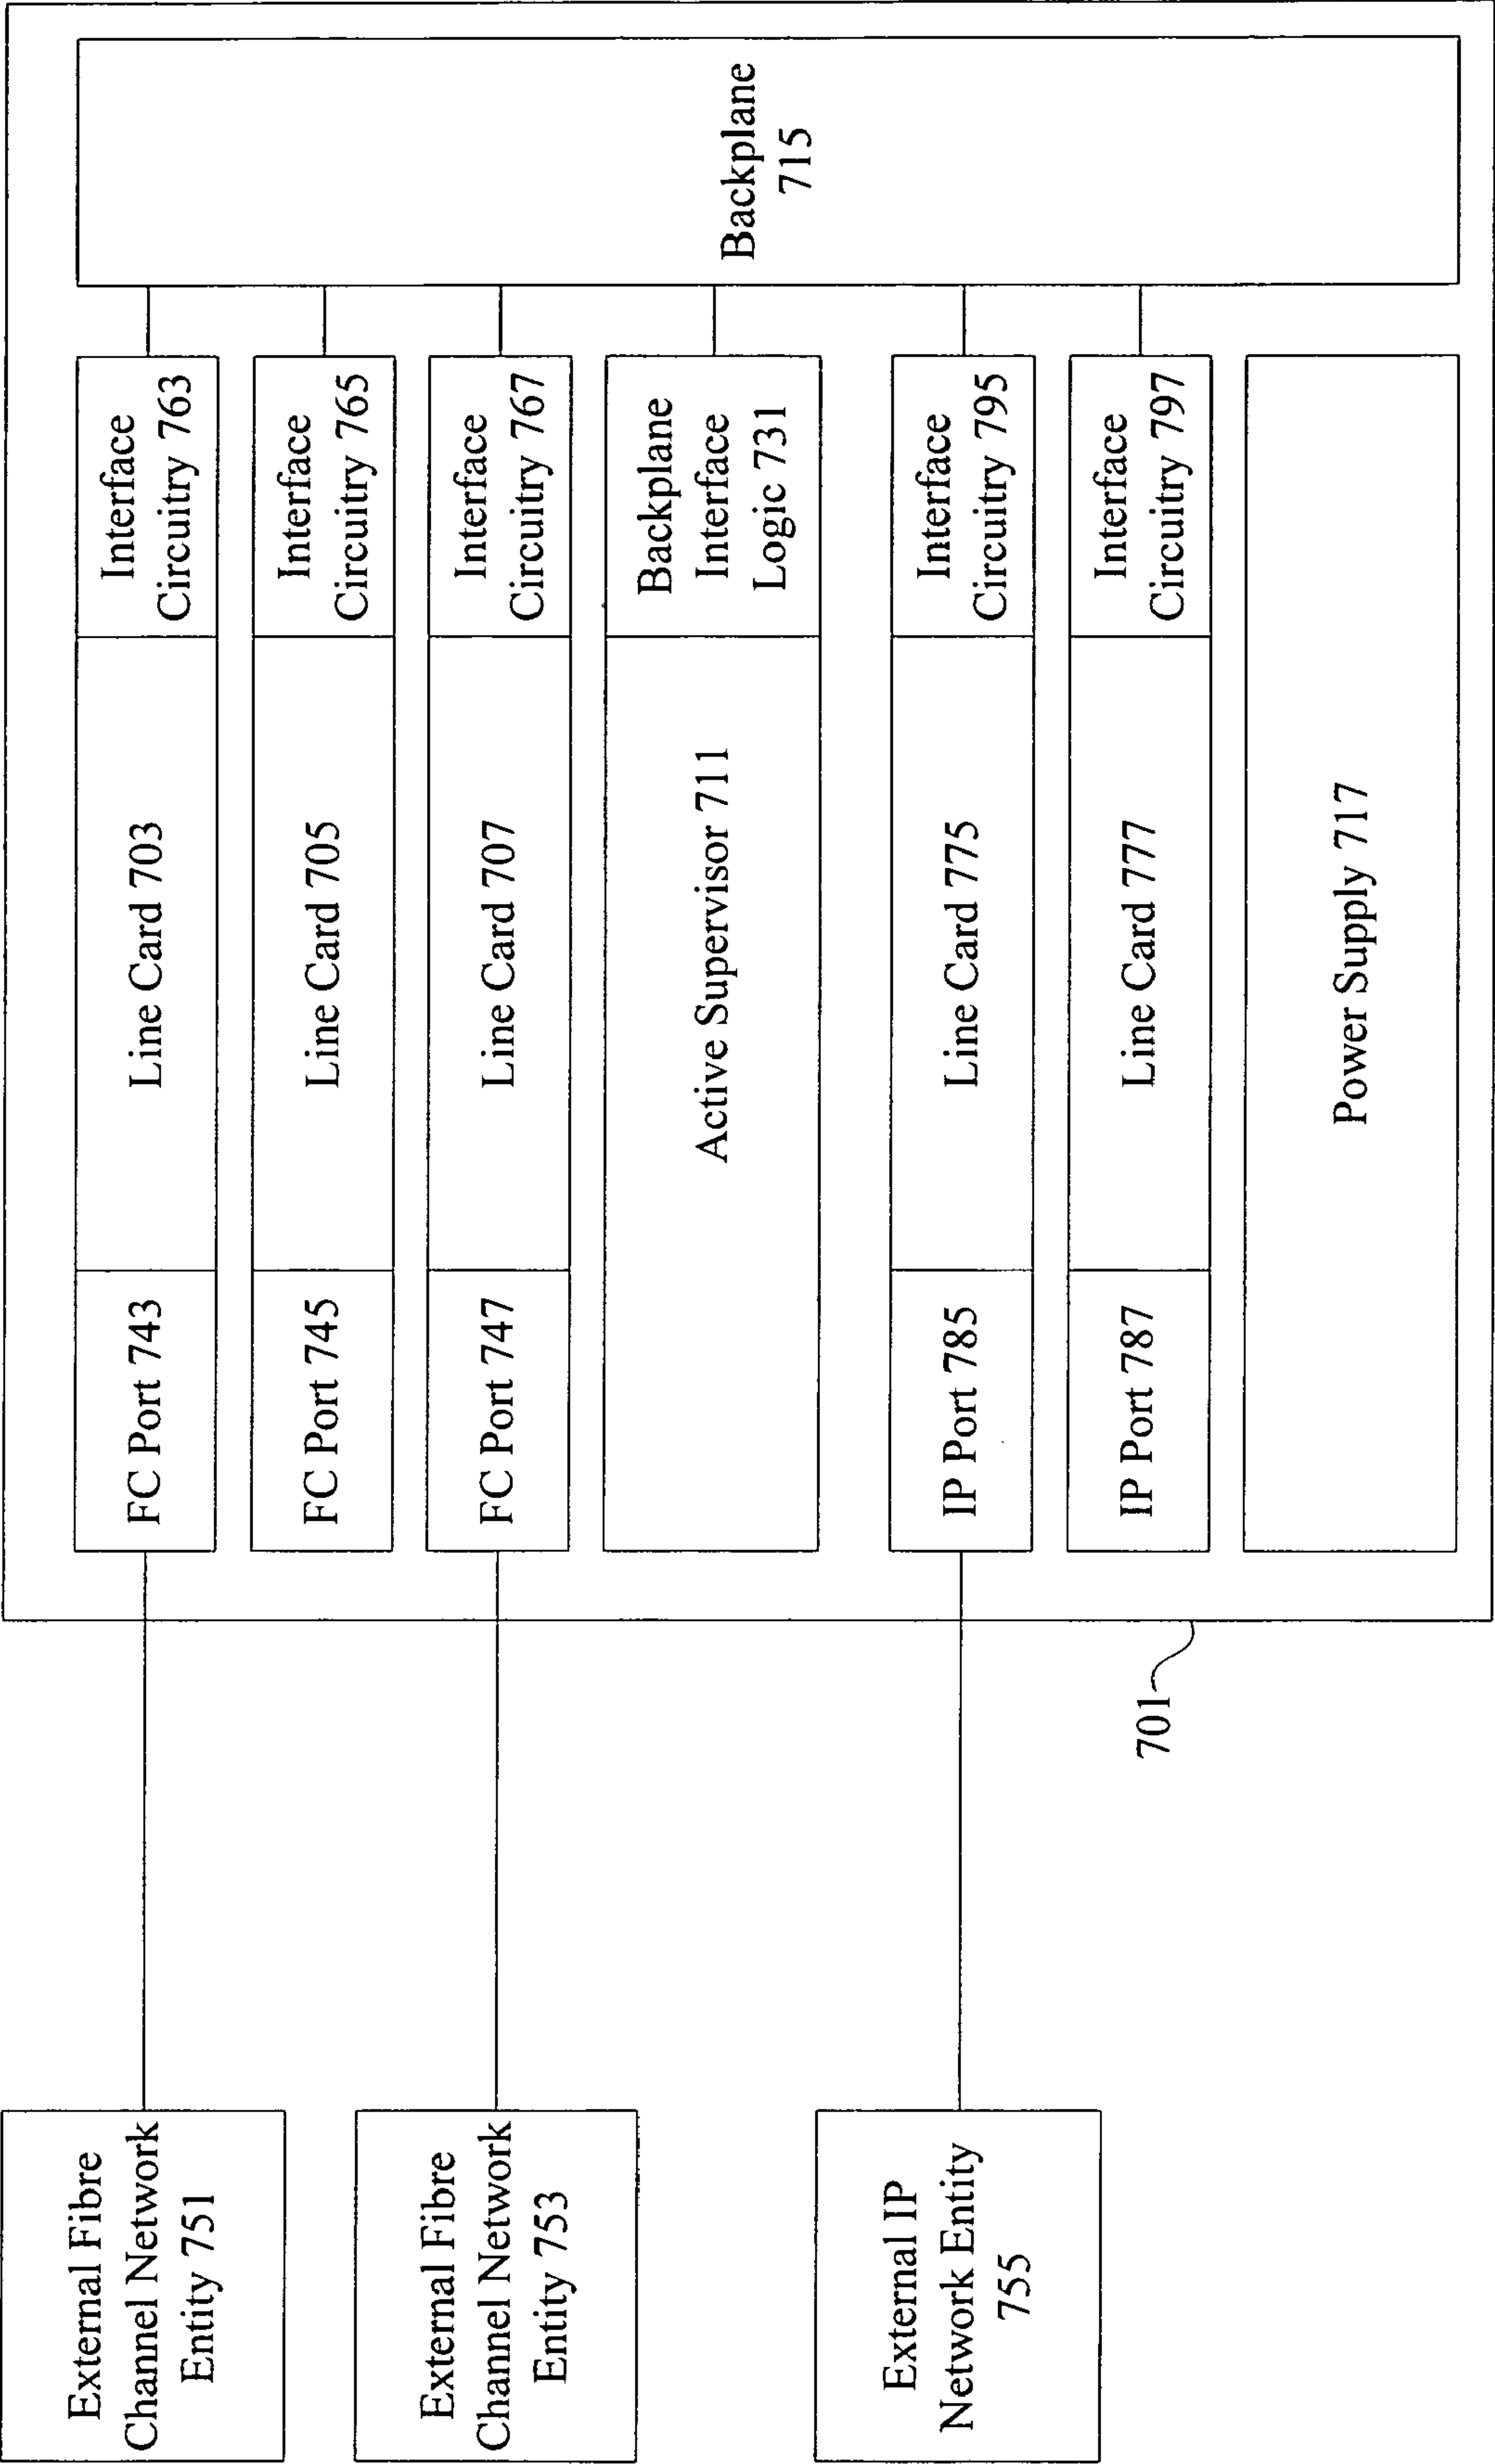 External Fibre
Channel Network
Entity 751
External Fibre
Channel Network
Entity 753
External IP
Network Entity
755
701
FC Port 743
Line Card 703
Interface
Circuitry 763
FC Port 745
Line Card 705
Interface
Circuitry 765
FC Port 747
Line Card 707
Interface
Circuitry 767
Active Supervisor 711
Backplane
Interface
Logic 731
IP Port 785
Line Card 775
Interface
Circuitry 795
IP Port 787
Line Card 777
Interface
Circuitry 797
Power Supply 717
Backplane
715